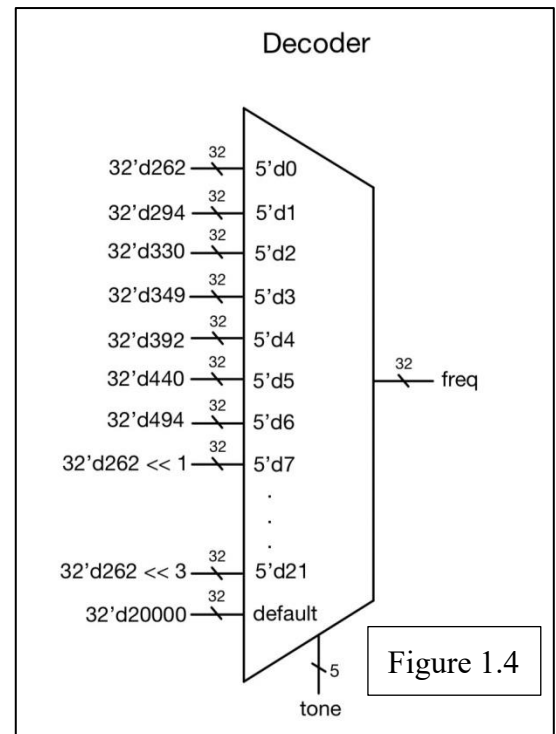 Decoder
32
32'd262 5'd0
32
32'd294 5'd1
32
32'd330 5'd2
32
32'd349 5'd3
32
32'd392 5'd4
32
32'd440 5'd5
32
32'd494 5'd6
32
32'd262 << 1 5'd7
.
.
.
32
32'd262 << 3 5'd21
32
32'd20000 default
32
freq
5
tone
Figure 1.4